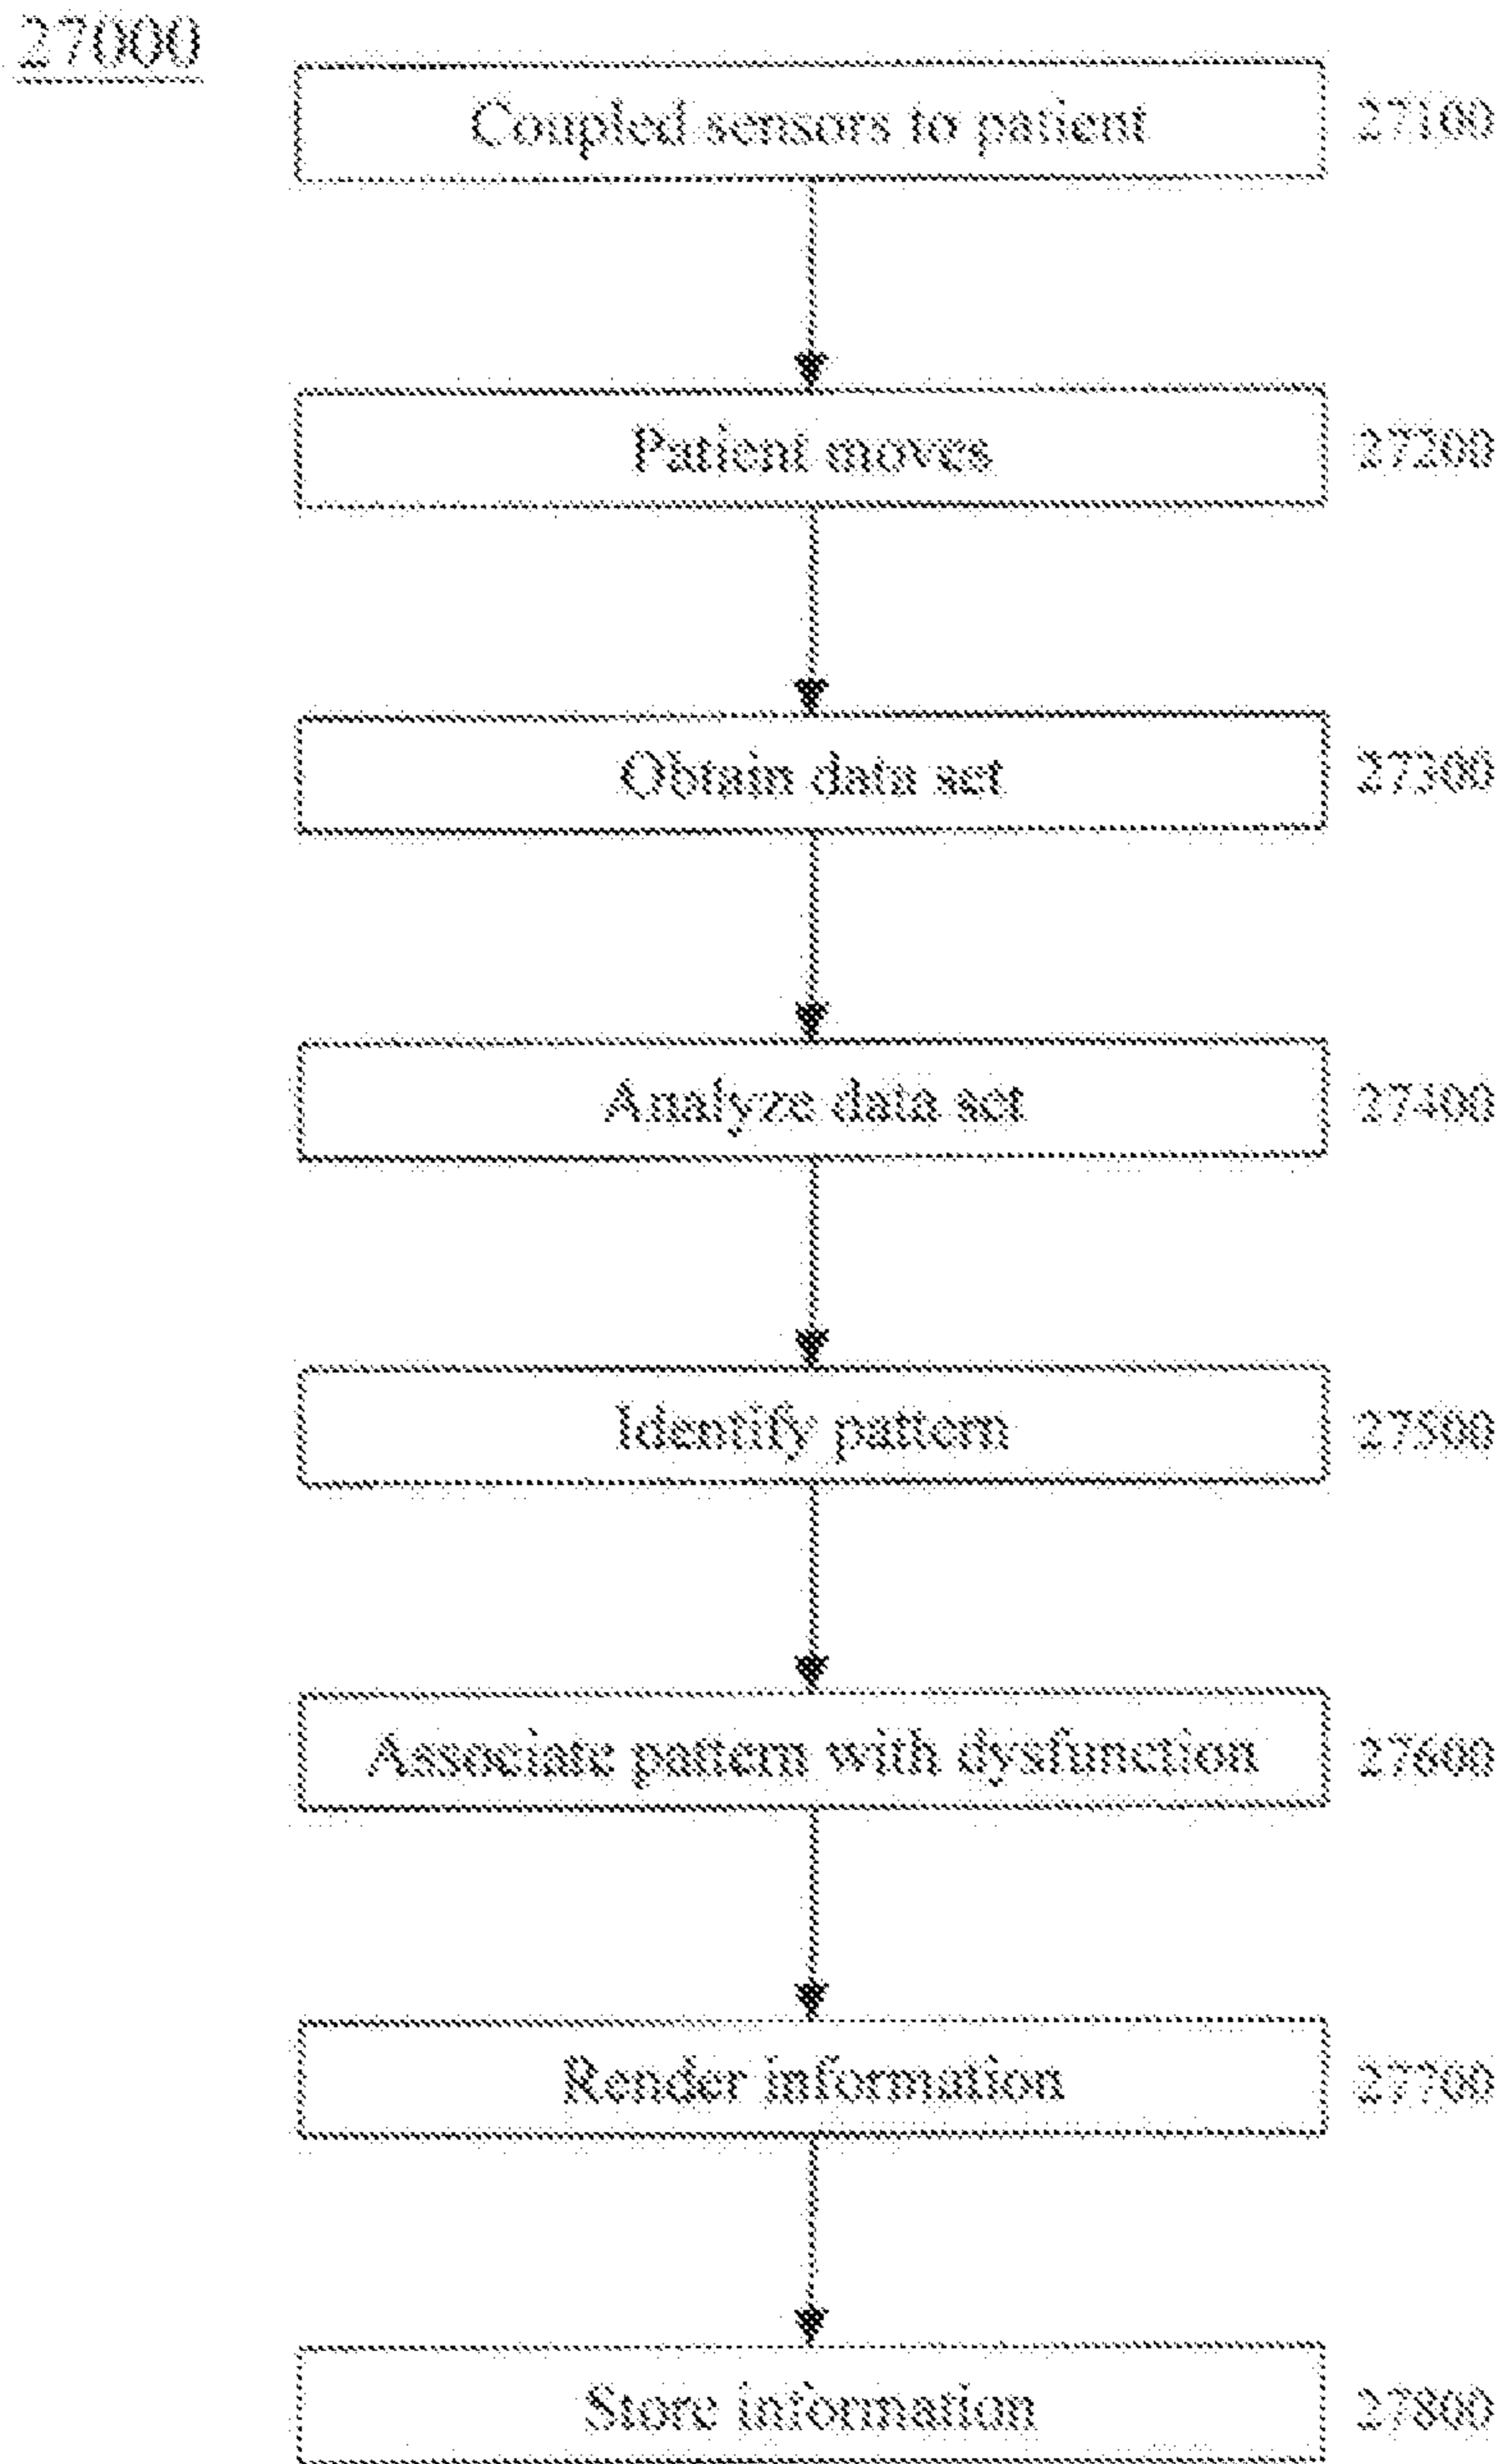 27000
Coupled sensors to patient 27100
Patient moves 27200
Obtain data set 27300
Analyze data set 27400
Identify pattern 27500
Associate pattern with dysfunction 27600
Render information 27700
Store information 27800